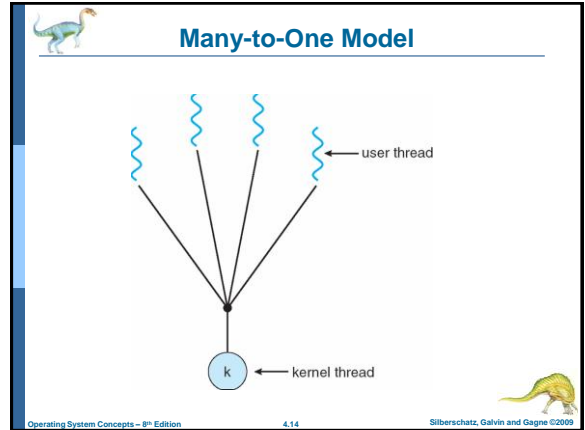 Many-to-One Model
user thread
k
kernel thread
Operating System Concepts – 8th Edition
4.14
Silberschatz, Galvin and Gagne ©2009